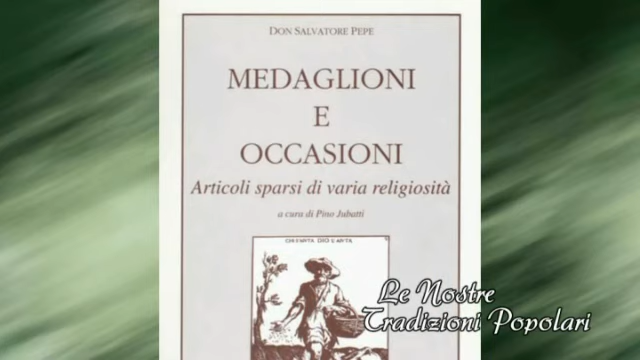 DON SALVATORE PEPE
MEDAGLIONI
E
OCCASIONI
Articoli sparsi di varia religiosità
a cura di Pino Jubatti
CHI S'AIUTA DIO L'AIUTA
Le Nostre
Tradizioni Popolari